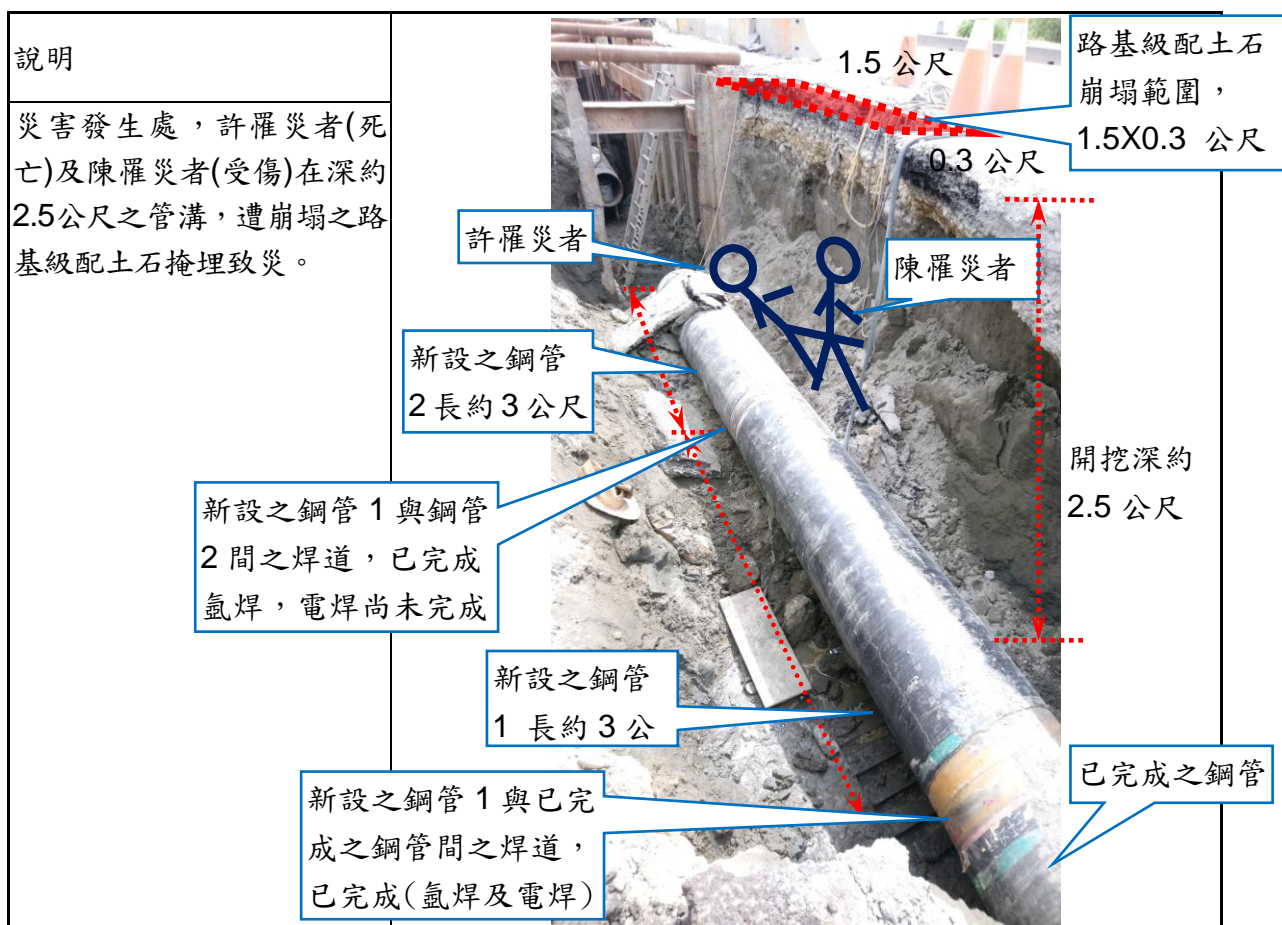 說明
災害發生處，許罹災者(死
亡)及陳罹災者(受傷)在深約
2.5公尺之管溝，遭崩塌之路
基級配土石掩埋致災。
1.5 公尺
路基級配土石
崩塌範圍，
1.5X0.3 公尺
0.3 公尺
許罹災者
陳罹災者
新設之鋼管
2 長約 3 公尺
開挖深約
2.5 公尺
新設之鋼管 1 與鋼管
2 間之焊道，已完成
氬焊，電焊尚未完成
新設之鋼管
1 長約 3 公
已完成之鋼管
新設之鋼管 1 與已完
成之鋼管間之焊道，
已完成(氬焊及電焊)